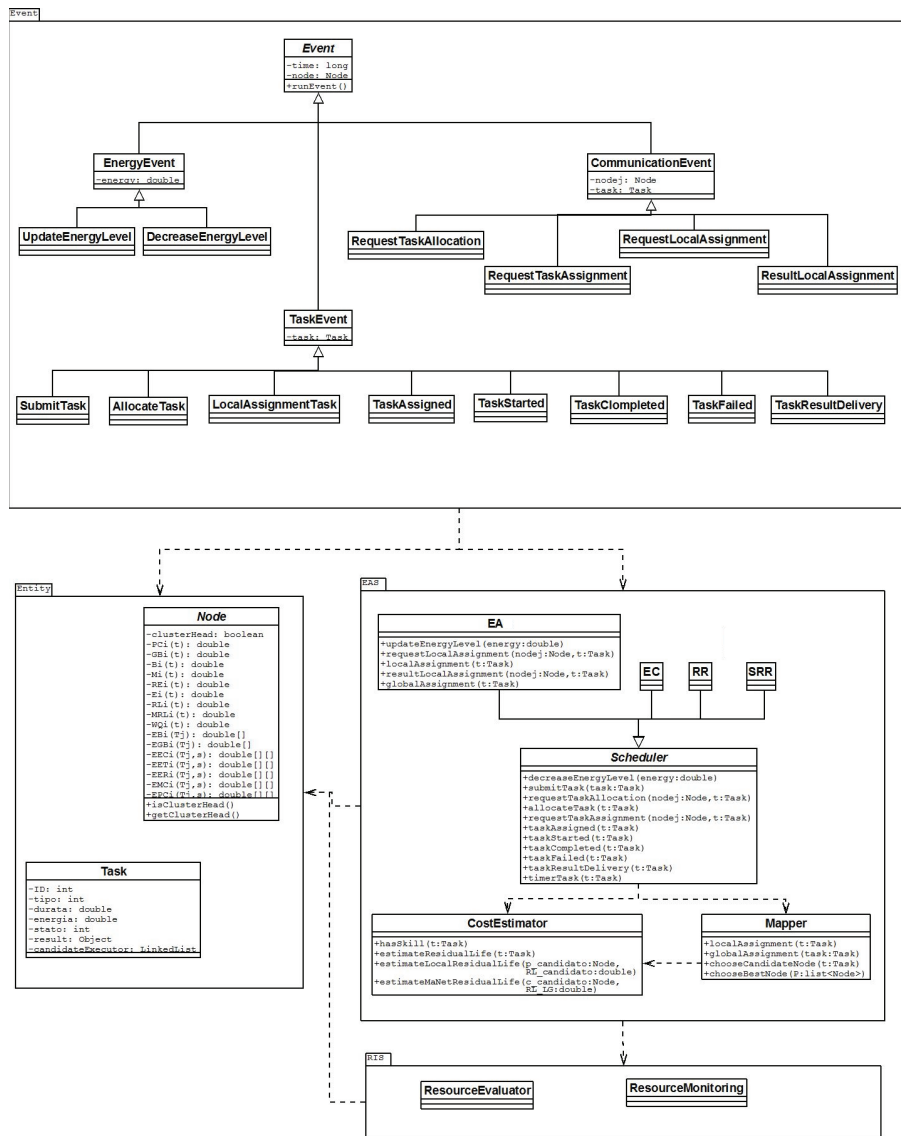 Event
Event
-time: long
-node: Node
+runEvent()
EnergyEvent
-energy: double
CommunicationEvent
-nodej: Node
-task: Task
UpdateEnergyLevel
DecreaseEnergyLevel
RequestTaskAllocation
RequestLocalAssignment
RequestTaskAssignment
ResultLocalAssignment
TaskEvent
-task: Task
SubmitTask
AllocateTask
LocalAssignmentTask
TaskAssigned
TaskStarted
TaskClompleted
TaskFailed
TaskResultDelivery
Entity
Node
-clusterHead: boolean
-PCi(t): double
-GBi(t): double
-Bi(t): double
-Mi(t): double
-REi(t): double
-Ei(t): double
-RLi(t): double
-MRLi(t): double
-WQi(t): double
-EBi(Tj): double[]
-EGBi(Tj): double[]
-EECi(Tj,s): double[][]
-EETi(Tj,s): double[][]
-EERi(Tj,s): double[][]
-EMCi(Tj,s): double[][]
-EPCi(Tj,s): double[][]
+isClusterHead()
+getClusterHead()
Task
-ID: int
-tipo: int
-durata: double
-energia: double
-stato: int
-result: Object
-candidateExecutor: LinkedList
EAS
EA
+updateEnergyLevel(energy:double)
+requestLocalAssignment(nodej:Node,t:Task)
+localAssignment(t:Task)
+resultLocalAssignment(nodej:Node,t:Task)
+globalAssignment(t:Task)
EC
RR
SRR
Scheduler
+decreaseEnergyLevel(energy:double)
+submitTask(task:Task)
+requestTaskAllocation(nodej:Node,t:Task)
+allocateTask(t:Task)
+requestTaskAssignment(nodej:Node,t:Task)
+taskAssigned(t:Task)
+taskStarted(t:Task)
+taskCompleted(t:Task)
+taskFailed(t:Task)
+taskResultDelivery(t:Task)
+timerTask(t:Task)
CostEstimator
+hasSkill(t:Task)
+estimateResidualLife(t:Task)
+estimateLocalResidualLife(p_candidato:Node,
RL_candidato:double)
+estimateMaNetResidualLife(c_candidato:Node,
RL_LG:double)
Mapper
+localAssignment(t:Task)
+globalAssignment(task:Task)
+chooseCandidateNode(t:Task)
+chooseBestNode(P:list<Node>)
RIS
ResourceEvaluator
ResourceMonitoring